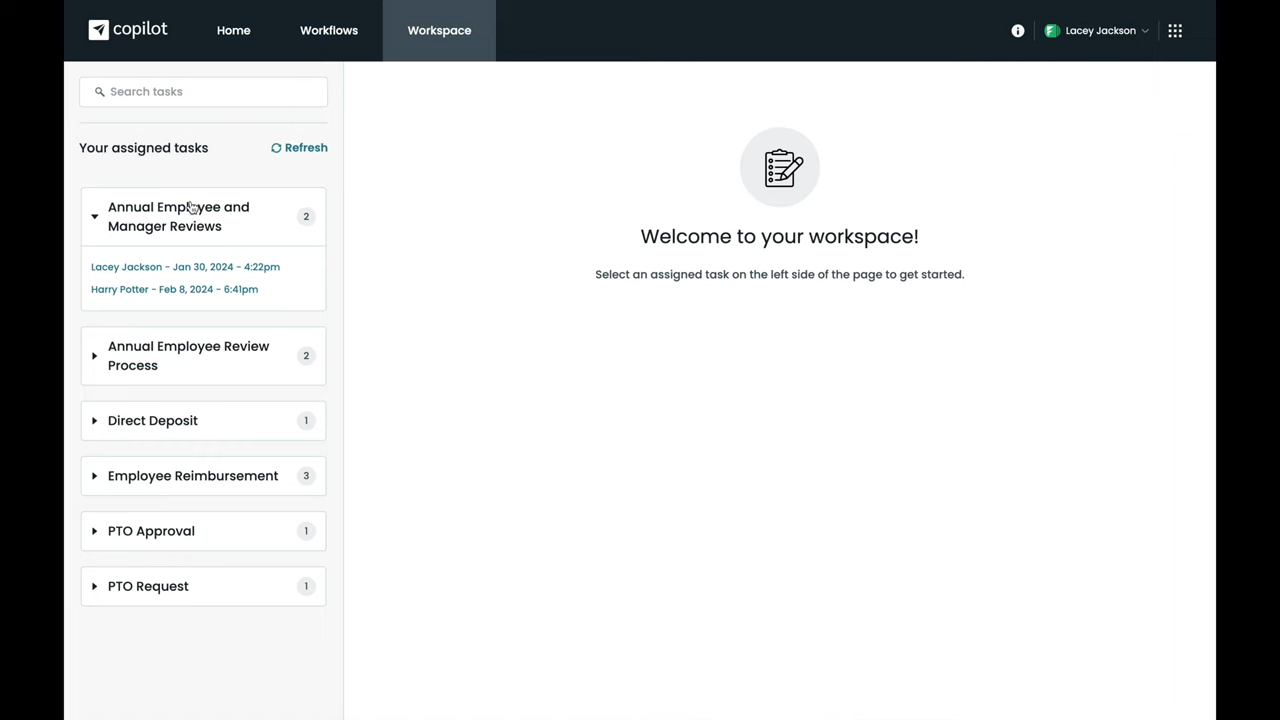 copilot
Home
Workflows
Workspace
Lacey Jackson
Search tasks
Your assigned tasks
Refresh
Annual Employee and
Manager Reviews
2
Lacey Jackson - Jan 30, 2024 - 4:22pm
Harry Potter - Feb 8, 2024 - 6:41pm
Annual Employee Review
Process
2
Direct Deposit
1
Employee Reimbursement
3
PTO Approval
1
PTO Request
1
Welcome to your workspace!
Select an assigned task on the left side of the page to get started.